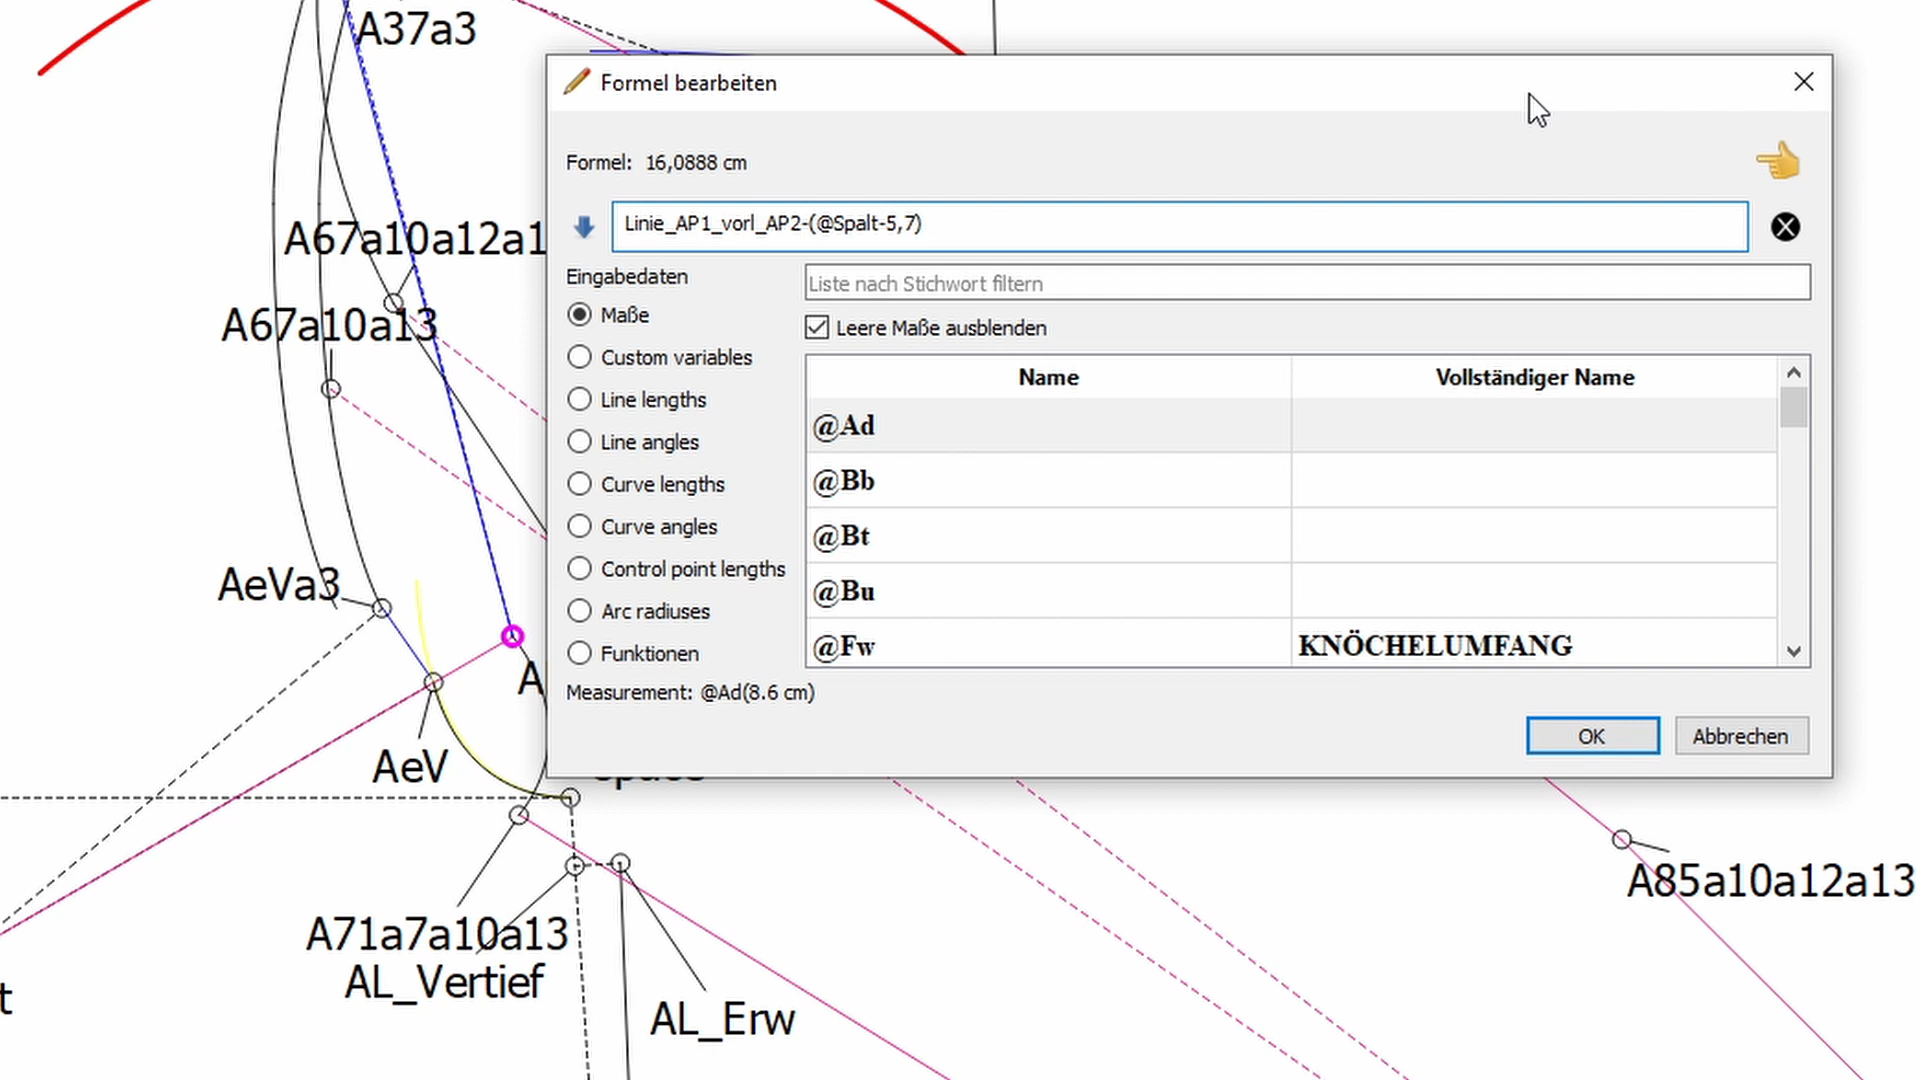 A37a3
Formel bearbeiten
Formel: 16,0888 cm
Linie_AP1_vorl_AP2-(@Spalt-5,7)
A67a10a12a1
A67a10a13
Eingabedaten
Maße
Custom variables
Line lengths
Line angles
Curve lengths
Curve angles
Control point lengths
Arc radiuses
Funktionen
Liste nach Stichwort filtern
Leere Maße ausblenden
Name Vollständiger Name
@Ad
@Bb
@Bt
@Bu
@Fw KNÖCHELUMFANG
Measurement: @Ad(8.6 cm)
OK Abbrechen
AeVa3
A
AeV
A85a10a12a13
A71a7a10a13
AL_Vertief
t
AL_Erw